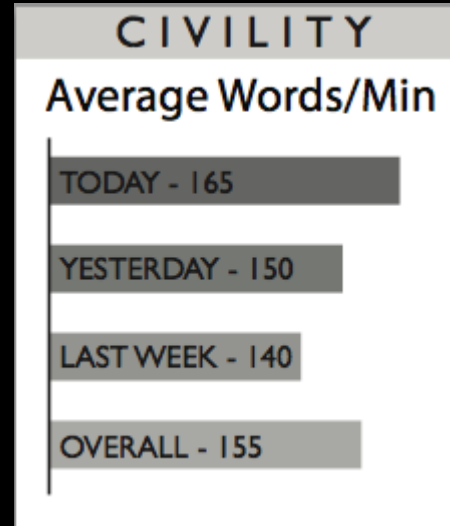 CIVILITY
Average Words/Min
TODAY - 165
YESTERDAY - 150
LAST WEEK - 140
OVERALL - 155